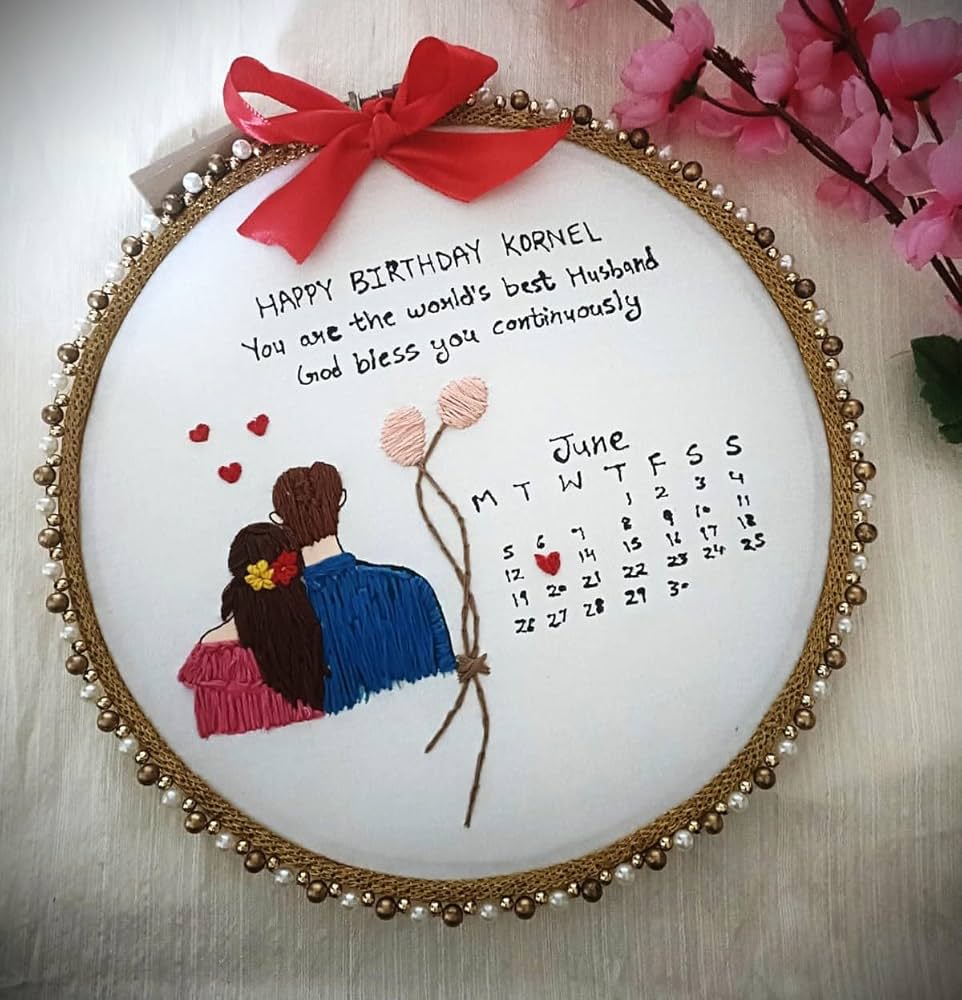 HAPPY BIRTHDAY KORNEL
You are the world's best Husband
God bless you continuously
June
M T W T F S S
1 2 3 4
5 6 7 8 9 10 11
12 14 15 16 17 18
19 20 21 22 23 24 25
26 27 28 29 30